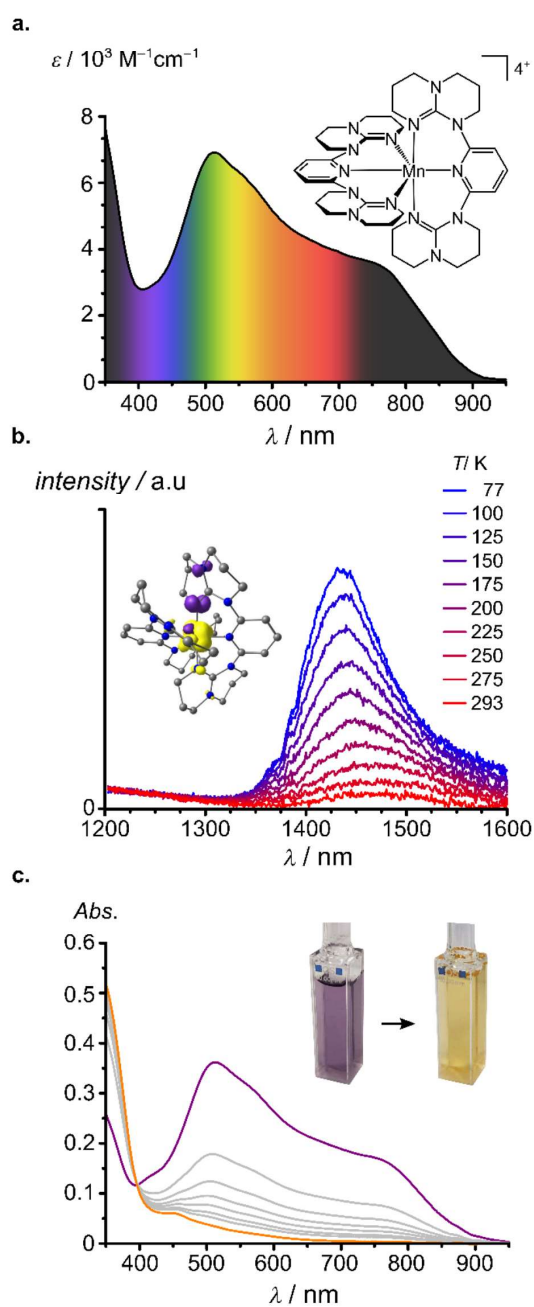 a.
ε / 10³ M⁻¹cm⁻¹
4⁺
8
6
4
2
0
N
N
N
N
N
N
N
N
Mn
N
N
N
N
N
N
400 500 600 700 800 900
λ / nm
b.
intensity / a.u
T/ K
77
100
125
150
175
200
225
250
275
293
0
1200 1300 1400 1500 1600
λ / nm
c.
Abs.
0.6
0.5
0.4
0.3
0.2
0.1
0
400 500 600 700 800 900
λ / nm